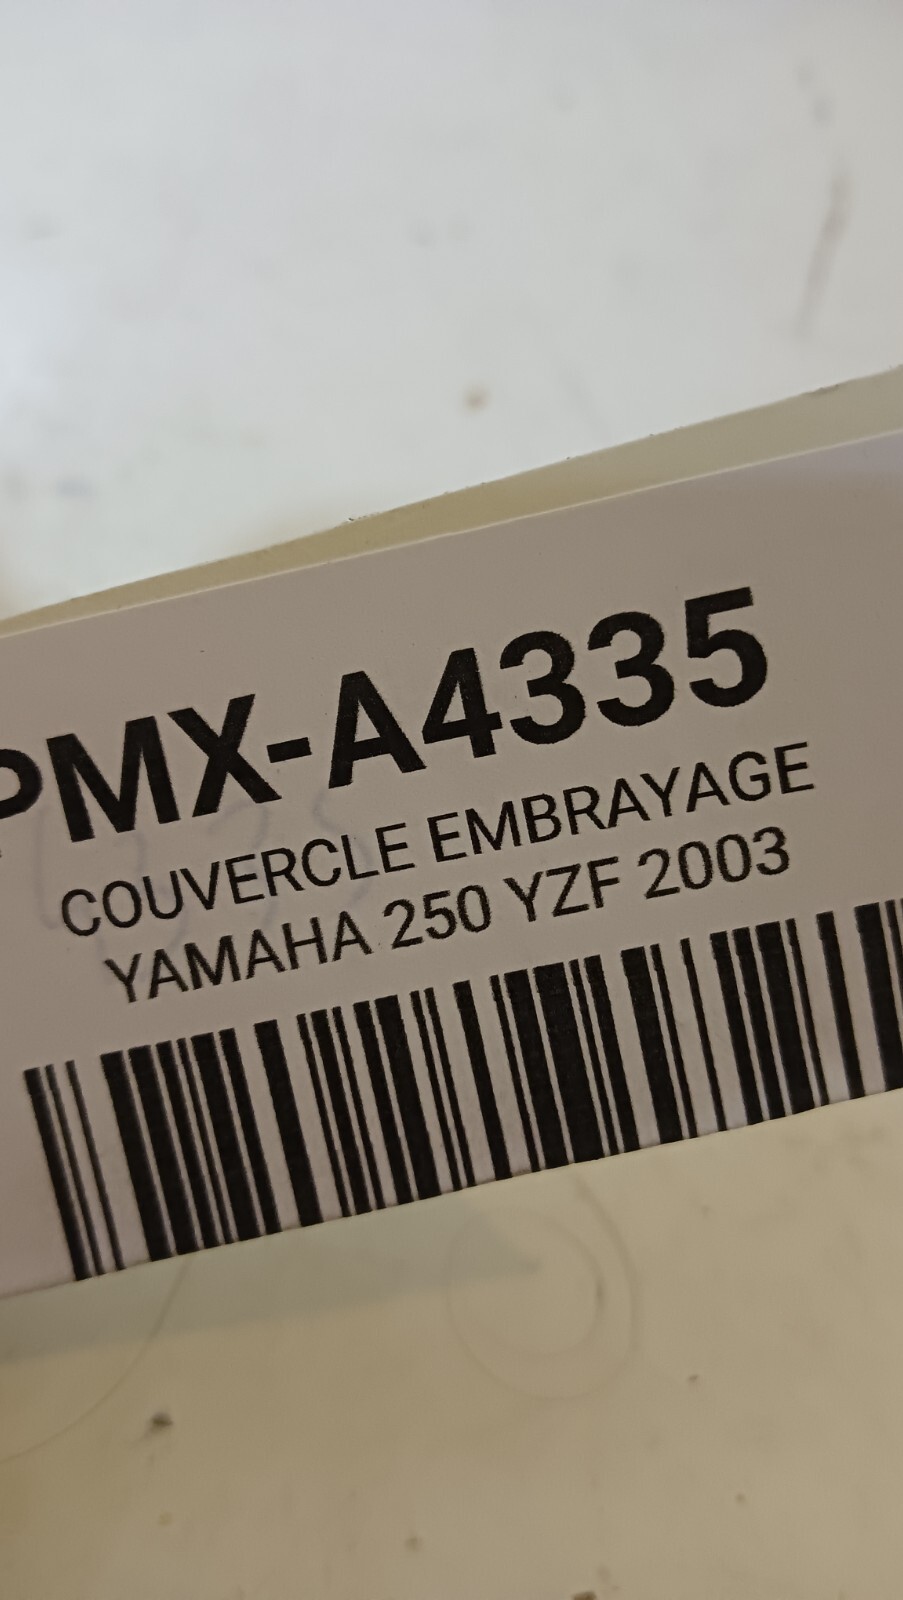 PMX-A4335
COUVERCLE EMBRAYAGE
YAMAHA 250 YZF 2003